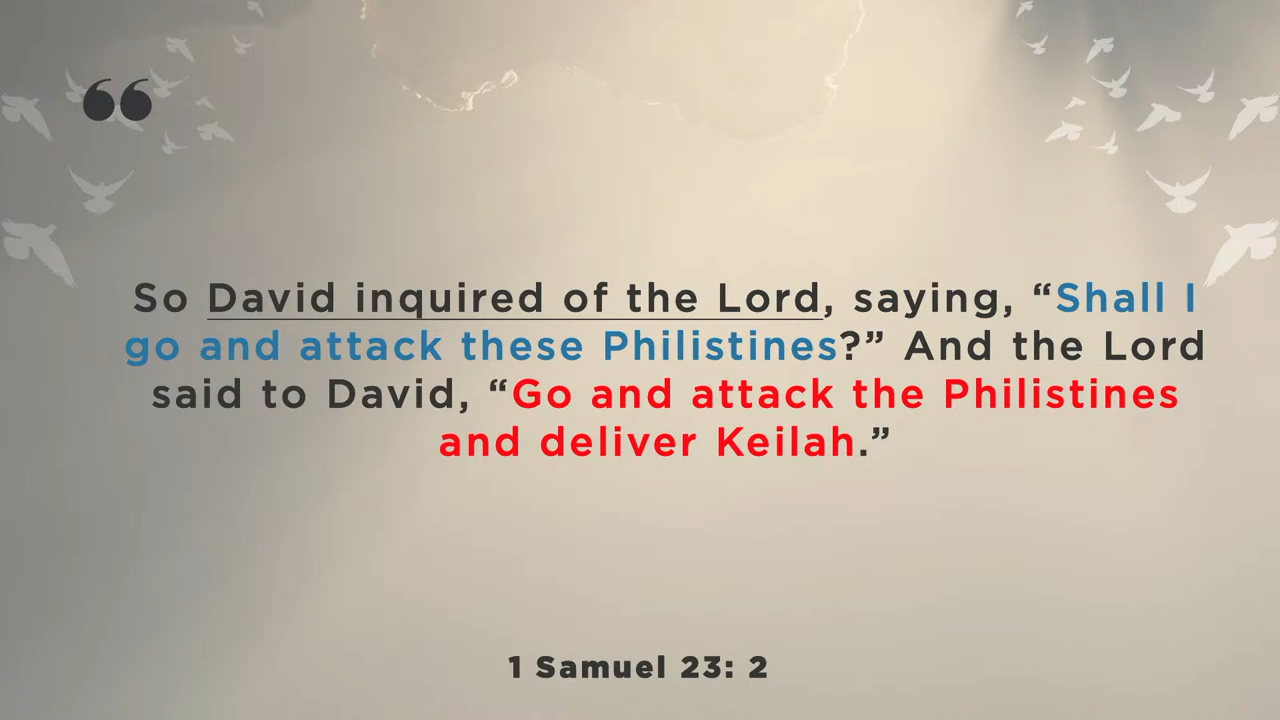 “
So David inquired of the Lord, saying, “Shall I
go and attack these Philistines?” And the Lord
said to David, “Go and attack the Philistines
and deliver Keilah.”
1 Samuel 23: 2